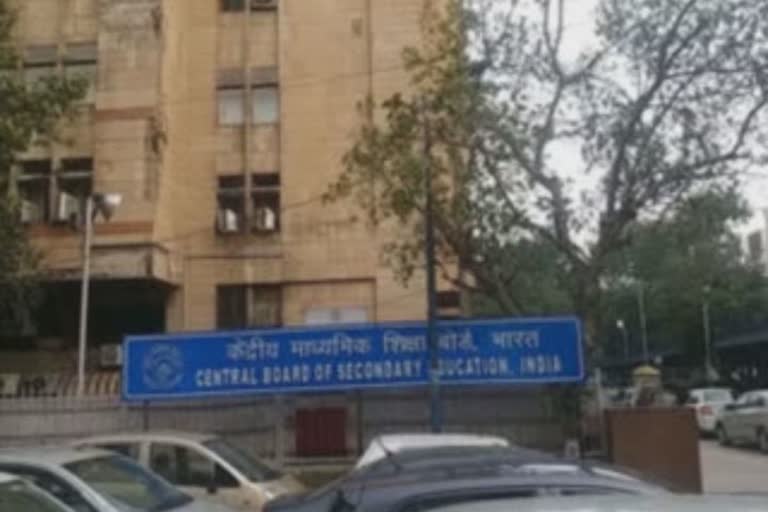 केंद्रीय माध्यमिक शिक्षा बोर्ड, भारत
CENTRAL BOARD OF SECONDARY EDUCATION, INDIA